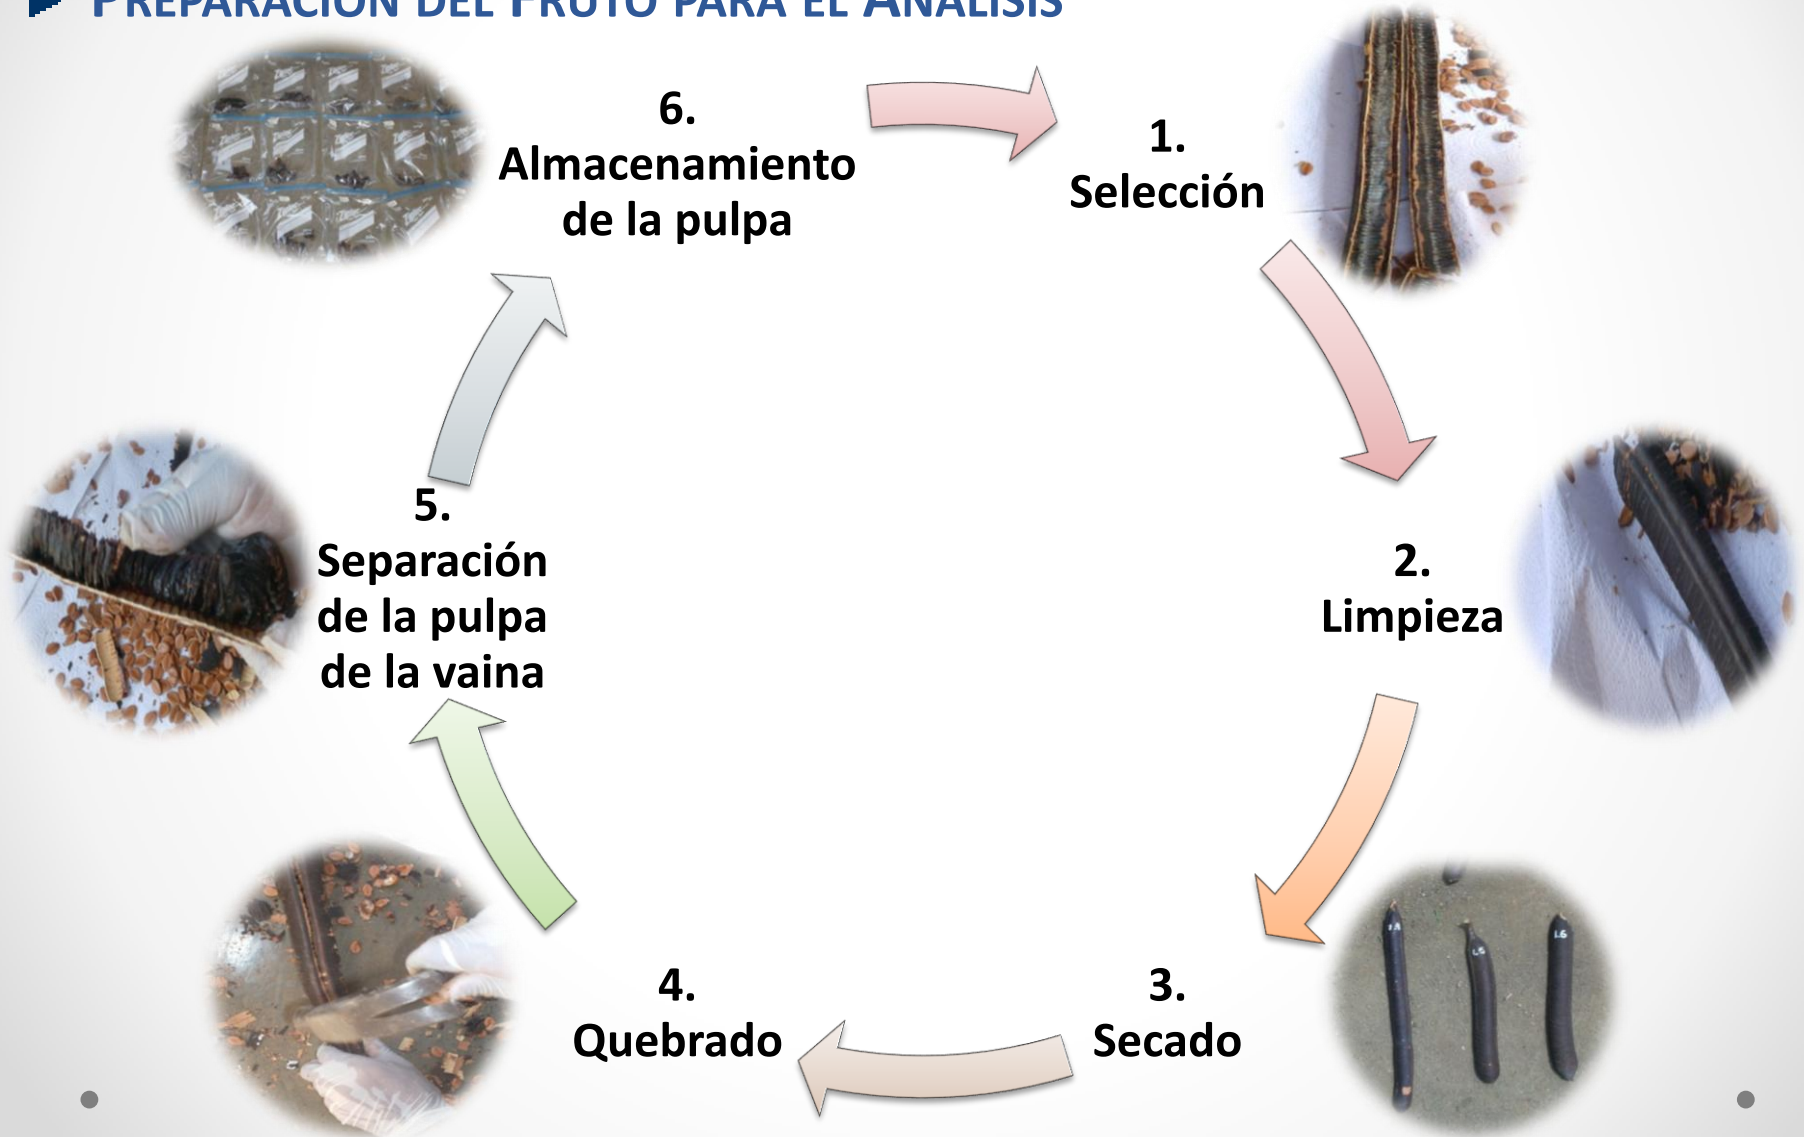 PREPARACIÓN DEL FRUTO PARA EL ANÁLISIS
1.
Selección
2.
Limpieza
3.
Secado
4.
Quebrado
5.
Separación
de la pulpa
de la vaina
6.
Almacenamiento
de la pulpa